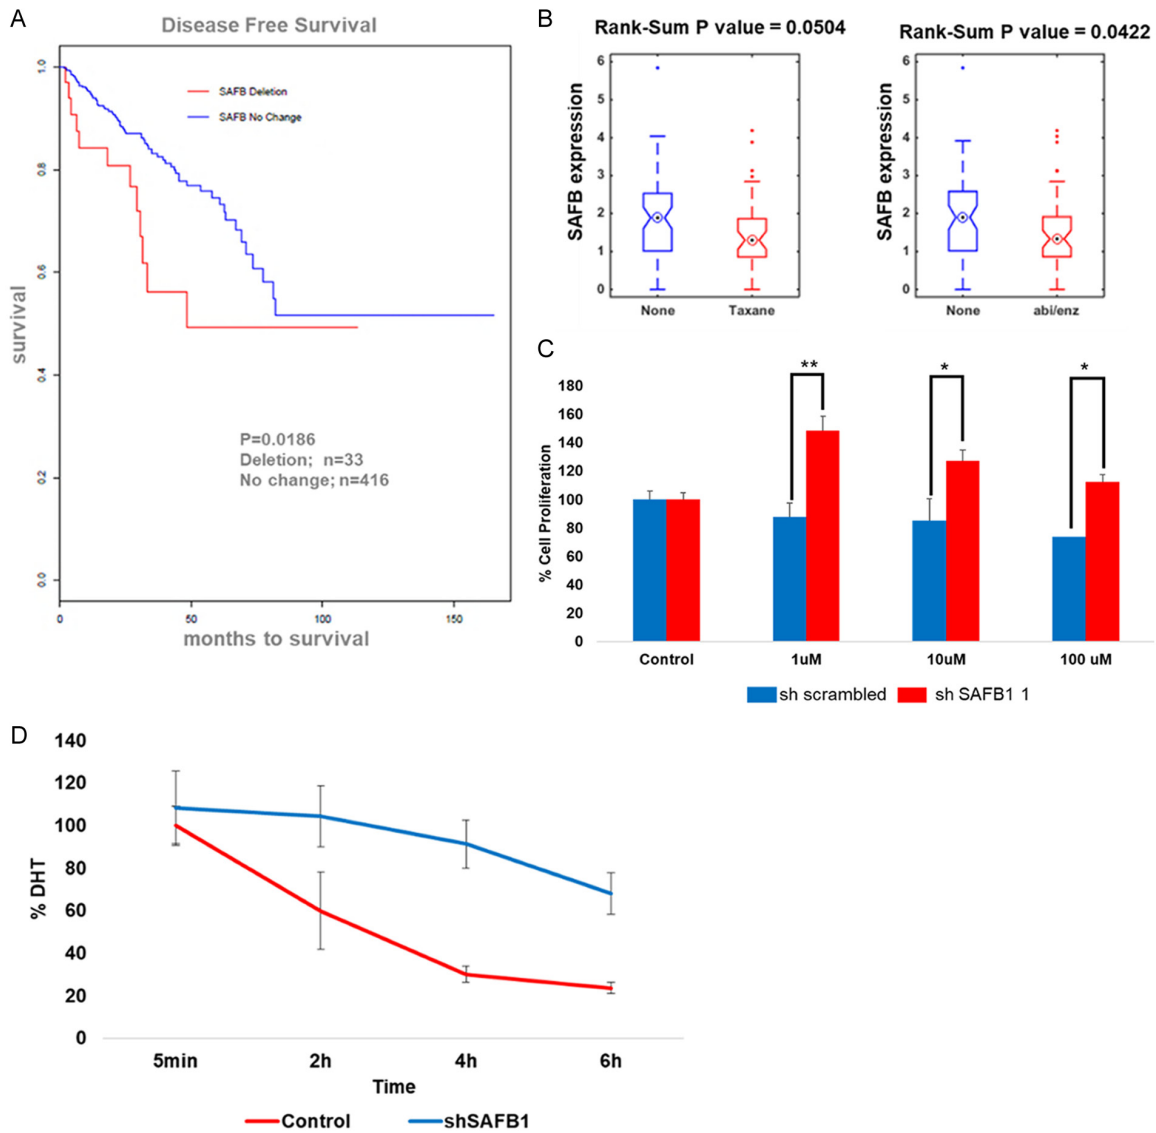 A
Disease Free Survival
SAFB Deletion
SAFB No Change
1.0
0.8
0.6
0.4
0.2
0.0
survival
P=0.0186
Deletion; n=33
No change; n=416
0 50 100 150
months to survival
B
Rank-Sum P value = 0.0504
SAFB expression
6
5
4
3
2
1
0
None Taxane
Rank-Sum P value = 0.0422
SAFB expression
6
5
4
3
2
1
0
None abi/enz
C
% Cell Proliferation
180
160
140
120
100
80
60
40
20
0
** * *
Control 1uM 10uM 100 uM
sh scrambled sh SAFB1 1
D
% DHT
140
120
100
80
60
40
20
0
5min 2h 4h 6h
Time
Control shSAFB1